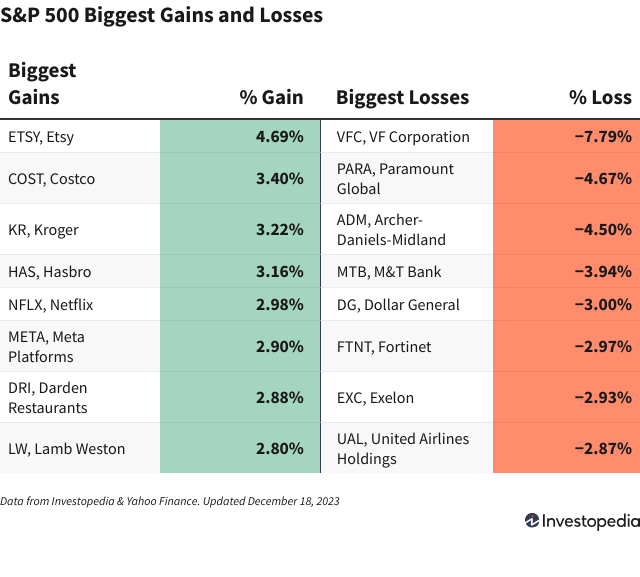 S&P 500 Biggest Gains and Losses
Biggest
Gains % Gain Biggest Losses % Loss
ETSY, Etsy 4.69% VFC, VF Corporation −7.79%
COST, Costco 3.40% PARA, Paramount
Global −4.67%
KR, Kroger 3.22% ADM, Archer-
Daniels-Midland −4.50%
HAS, Hasbro 3.16% MTB, M&T Bank −3.94%
NFLX, Netflix 2.98% DG, Dollar General −3.00%
META, Meta
Platforms 2.90% FTNT, Fortinet −2.97%
DRI, Darden
Restaurants 2.88% EXC, Exelon −2.93%
LW, Lamb Weston 2.80% UAL, United Airlines
Holdings −2.87%
Data from Investopedia & Yahoo Finance. Updated December 18, 2023
Investopedia